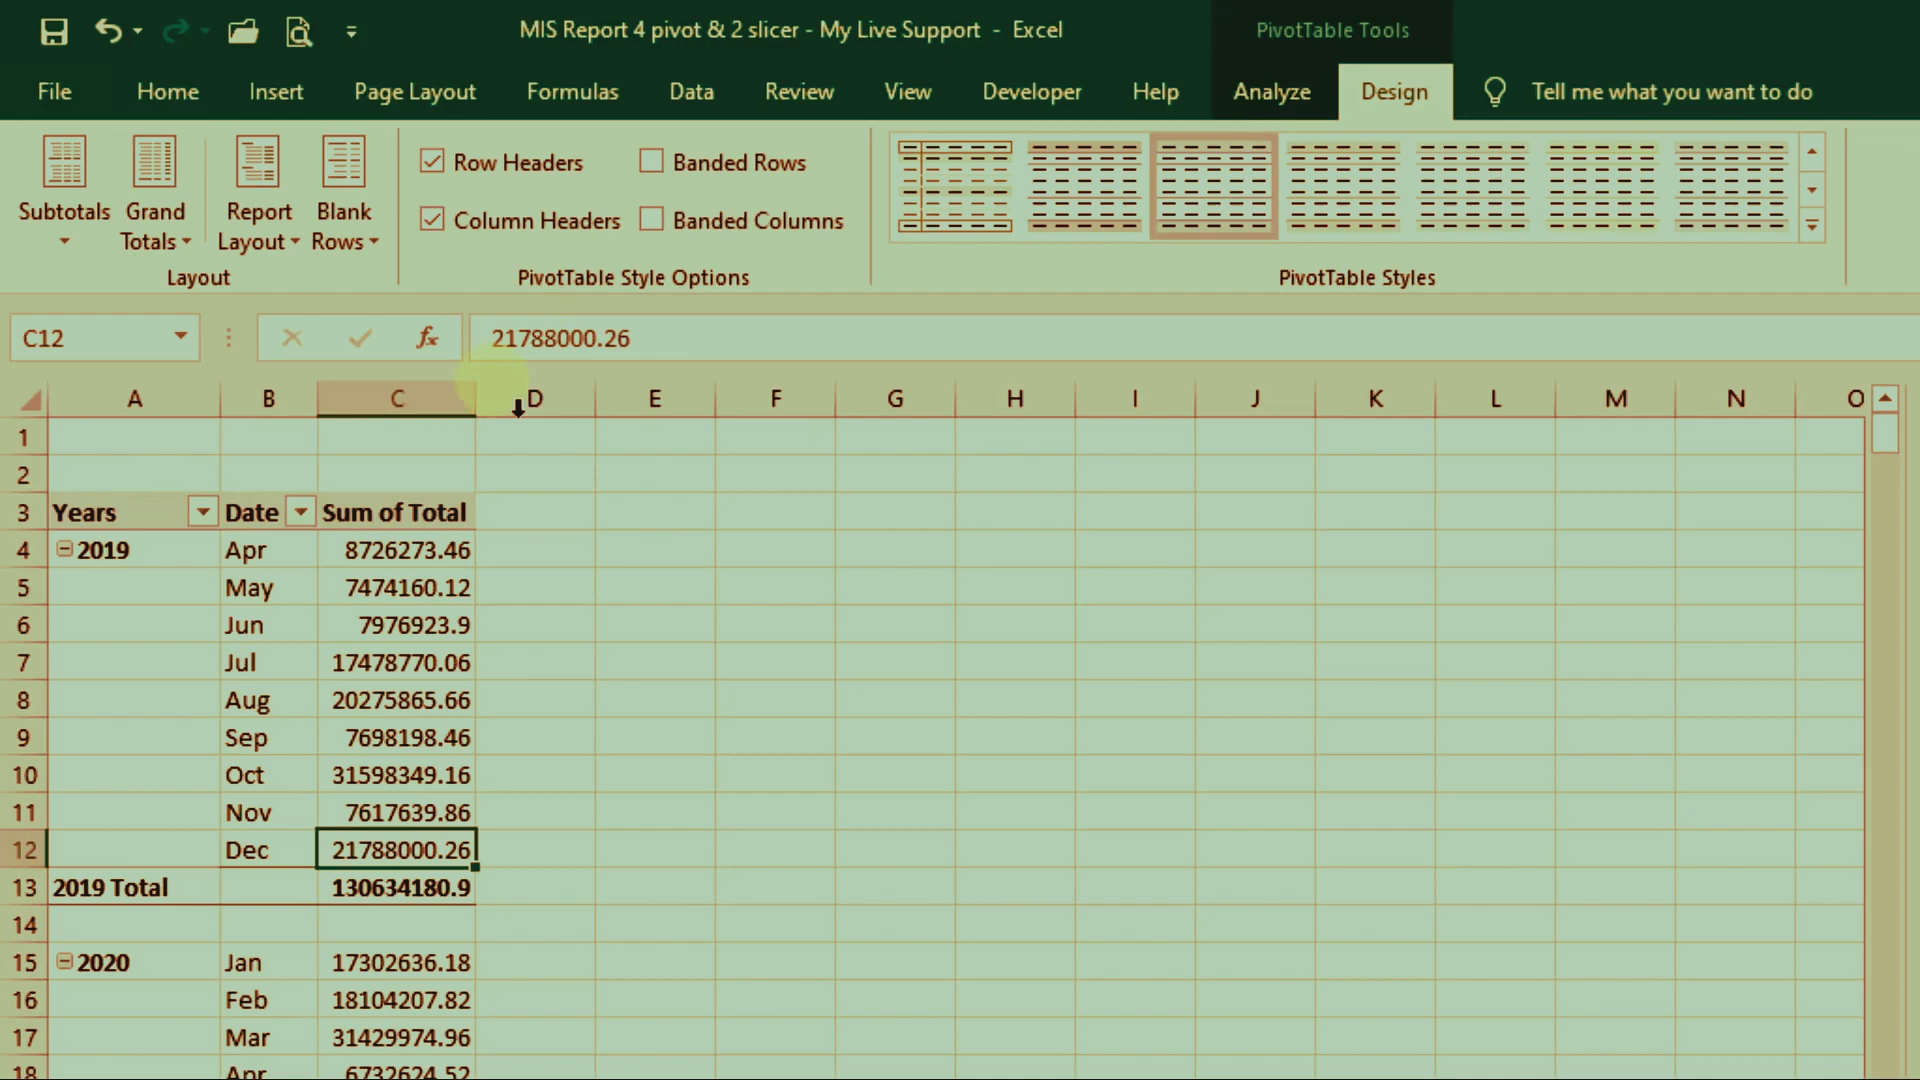 MIS Report 4 pivot & 2 slicer - My Live Support - Excel
PivotTable Tools
File Home Insert Page Layout Formulas Data Review View Developer Help Analyze Design Tell me what you want to do
Subtotals
Grand Totals
Report Layout
Blank Rows
Layout
Row Headers
Banded Rows
Column Headers
Banded Columns
PivotTable Style Options
PivotTable Styles
C12 fx 21788000.26
A B C D E F G H I J K L M N O
1
2
3 Years Date Sum of Total
4 2019 Apr 8726273.46
5 May 7474160.12
6 Jun 7976923.9
7 Jul 17478770.06
8 Aug 20275865.66
9 Sep 7698198.46
10 Oct 31598349.16
11 Nov 7617639.86
12 Dec 21788000.26
13 2019 Total 130634180.9
14
15 2020 Jan 17302636.18
16 Feb 18104207.82
17 Mar 31429974.96
18 Apr 6732624.52